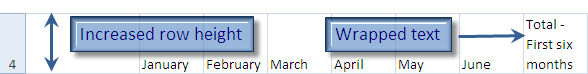 Increased row height
Wrapped text
Total -
First six
4 January February March April May June months